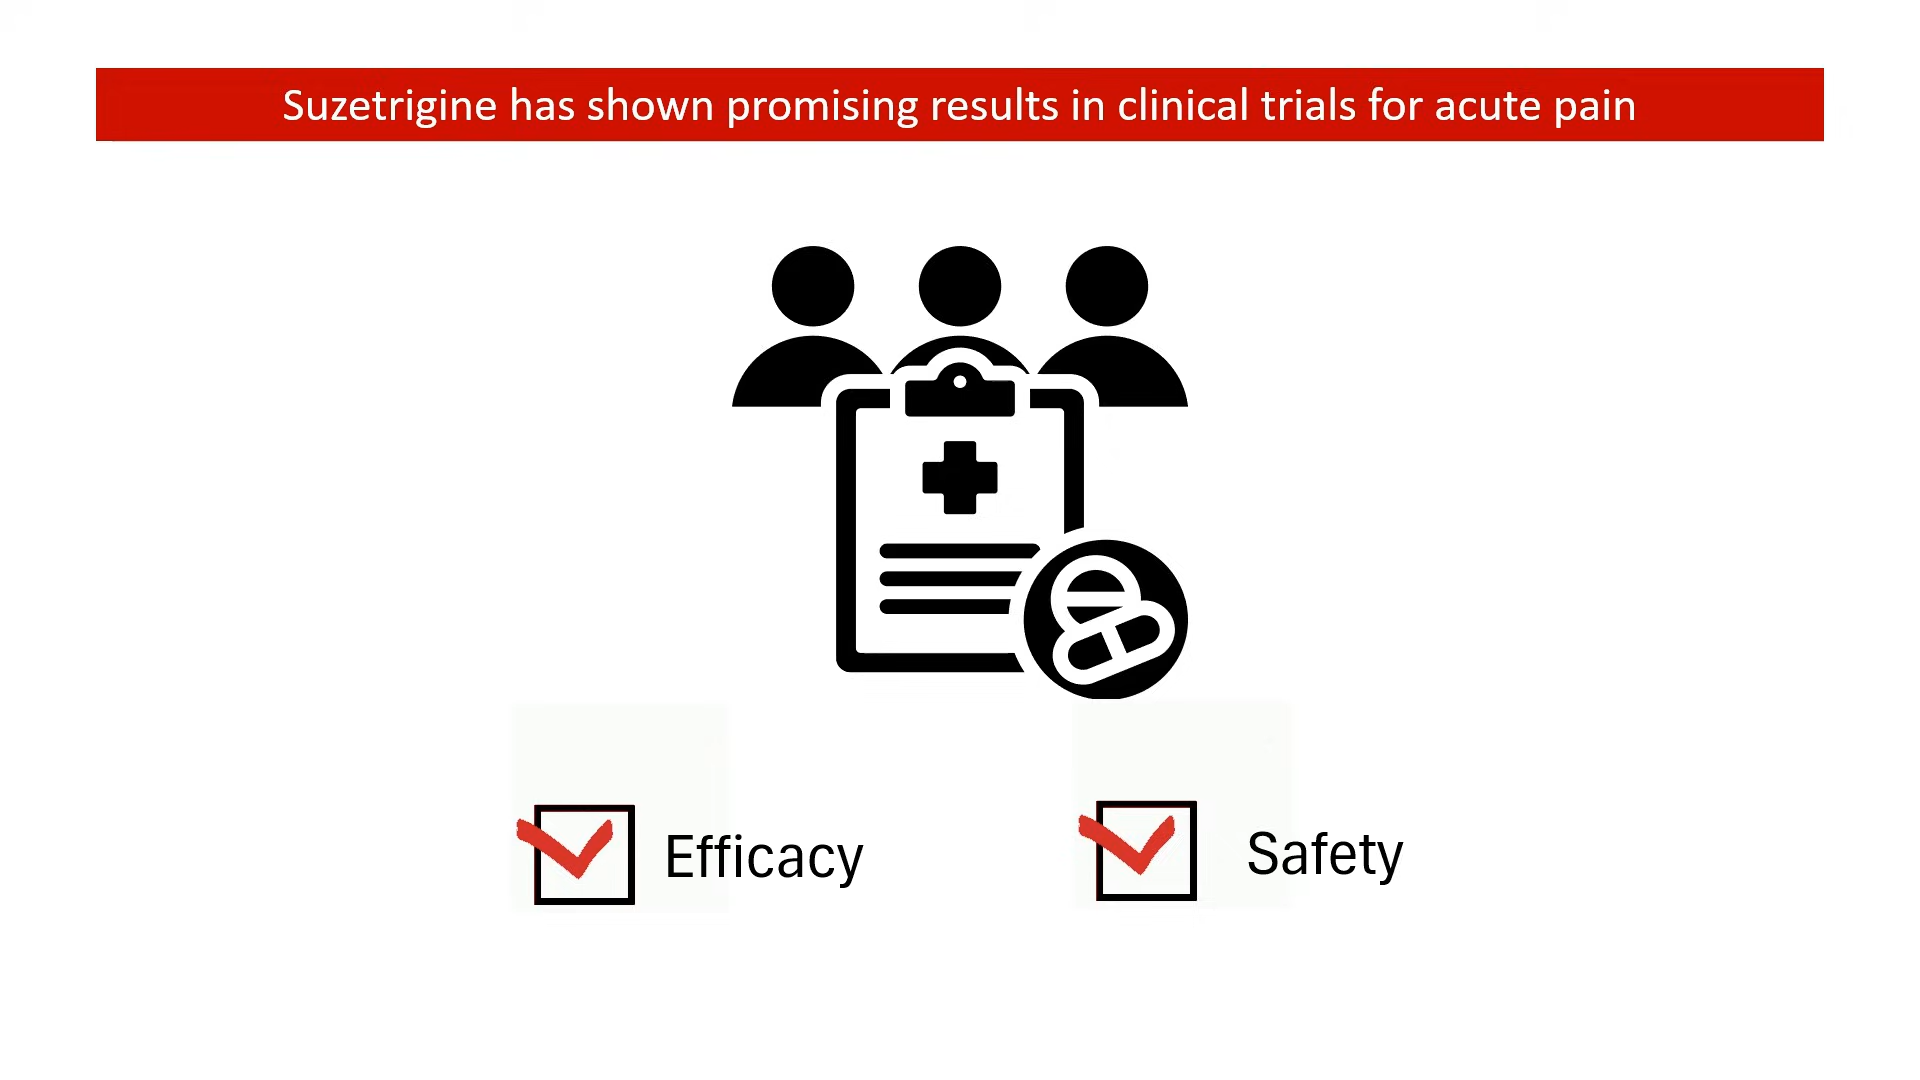 Suzetrigine has shown promising results in clinical trials for acute pain
Efficacy
Safety